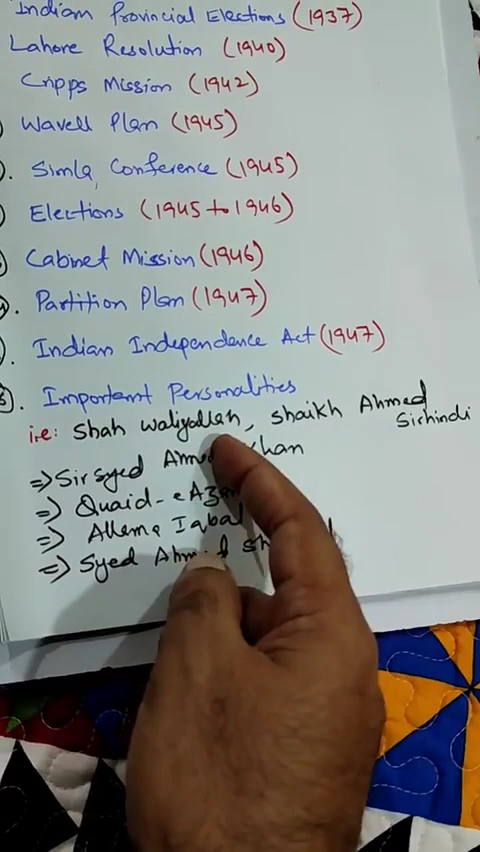 Indian Provincial Elections (1937)
Lahore Resolution (1940)
Cripps Mission (1942)
Wavell Plan (1945)
Simla Conference (1945)
Elections (1945 to 1946)
Cabinet Mission (1946)
Partition Plan (1947)
Indian Independence Act (1947)
Important Personalities
i.e: Shah Waliyallah, Shaikh Ahmed Sirhindi
=> Sir Syed Khan
=> Quaid-e
=> Allama Iqbal
=> Syed